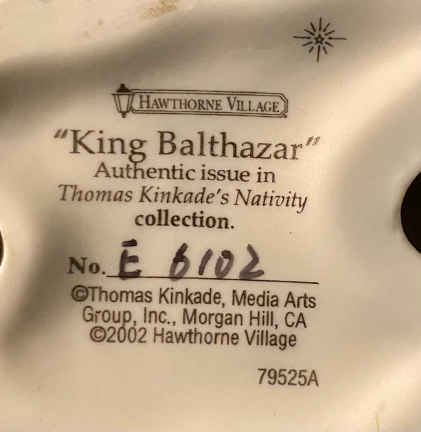 HAWTHORNE VILLAGE
"King Balthazar"
Authentic issue in
Thomas Kinkade's Nativity
collection.
No. E 6102
©Thomas Kinkade, Media Arts
Group, Inc., Morgan Hill, CA
©2002 Hawthorne Village
79525A